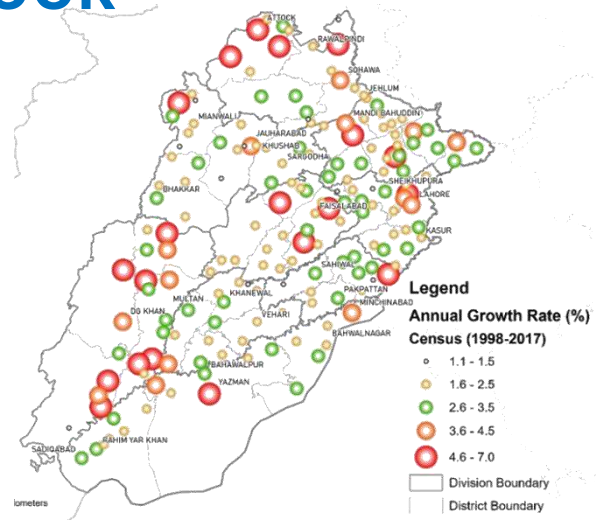 ATTOCK
RAWALPINDI
SOHAWA
JEHLUM
MIANWALI
MANDI BAHUDDIN
JAUHARABAD
KHUSHAB
SARGODHA
SHEIKHUPURA
BHAKKAR
LAHORE
FAISALABAD
KASUR
SAHIWAL
KHANEWAL
PAKPATTAN
MULTAN
MINCHINABAD
DG KHAN
VEHARI
BAHWALNAGAR
BAHAWALPUR
YAZMAN
RAHIM YAR KHAN
SADIQABAD
Legend
Annual Growth Rate (%)
Census (1998-2017)
1.1 - 1.5
1.6 - 2.5
2.6 - 3.5
3.6 - 4.5
4.6 - 7.0
Division Boundary
District Boundary
lometers